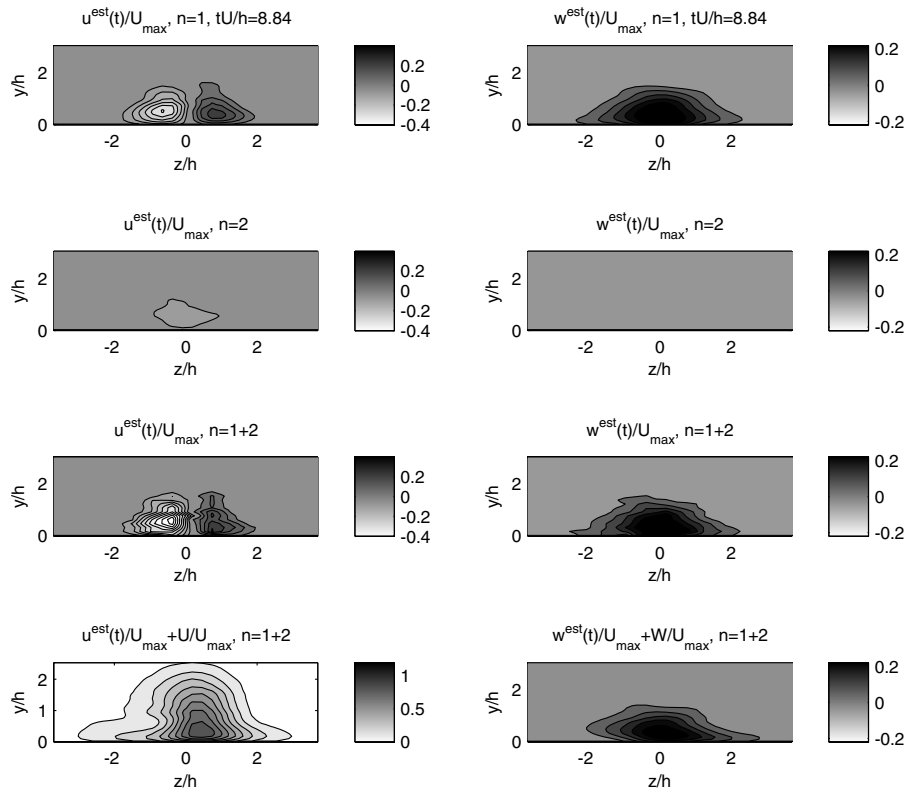 u^est(t)/U_max, n=1, tU/h=8.84
y/h
2
0
-2 0 2
z/h
0.2
0
-0.2
-0.4
w^est(t)/U_max, n=1, tU/h=8.84
y/h
2
0
-2 0 2
z/h
0.2
0
-0.2
u^est(t)/U_max, n=2
y/h
2
0
-2 0 2
z/h
0.2
0
-0.2
-0.4
w^est(t)/U_max, n=2
y/h
2
0
-2 0 2
z/h
0.2
0
-0.2
u^est(t)/U_max, n=1+2
y/h
2
0
-2 0 2
z/h
0.2
0
-0.2
-0.4
w^est(t)/U_max, n=1+2
y/h
2
0
-2 0 2
z/h
0.2
0
-0.2
u^est(t)/U_max+U/U_max, n=1+2
y/h
2
1
0
-2 0 2
z/h
1
0.5
0
w^est(t)/U_max+W/U_max, n=1+2
y/h
2
0
-2 0 2
z/h
0.2
0
-0.2